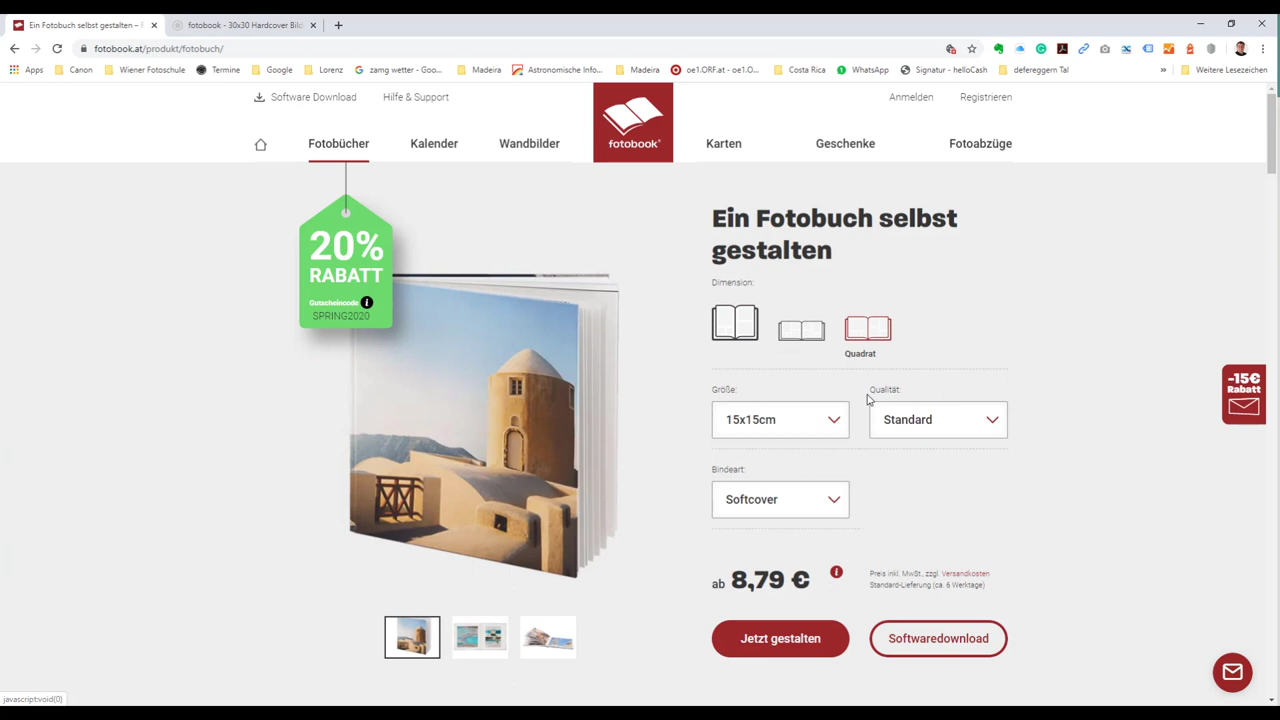 Ein Fotobuch selbst gestalten – F
fotobook - 30x30 Hardcover Bild
fotobook.at/produkt/fotobuch/
Apps
Canon
Wiener Fotoschule
Termine
Google
Lorenz
zamg wetter - Goo...
Madeira
Astronomische Info...
Madeira
oe1.ORF.at - oe1.O...
Costa Rica
WhatsApp
Signatur - helloCash
defereggern Tal
»
Weitere Lesezeichen
Software Download
Hilfe & Support
Anmelden
Registrieren
Fotobücher
Kalender
Wandbilder
fotobook®
Karten
Geschenke
Fotoabzüge
20%
RABATT
Gutscheincode i
SPRING2020
Ein Fotobuch selbst
gestalten
Dimension:
Quadrat
Größe:
Qualität:
15x15cm
Standard
Bindeart:
Softcover
-15€
Rabatt
ab 8,79 € i
Preis inkl. MwSt., zzgl. Versandkosten
Standard-Lieferung (ca. 6 Werktage)
Jetzt gestalten
Softwaredownload
javascript:void(0)